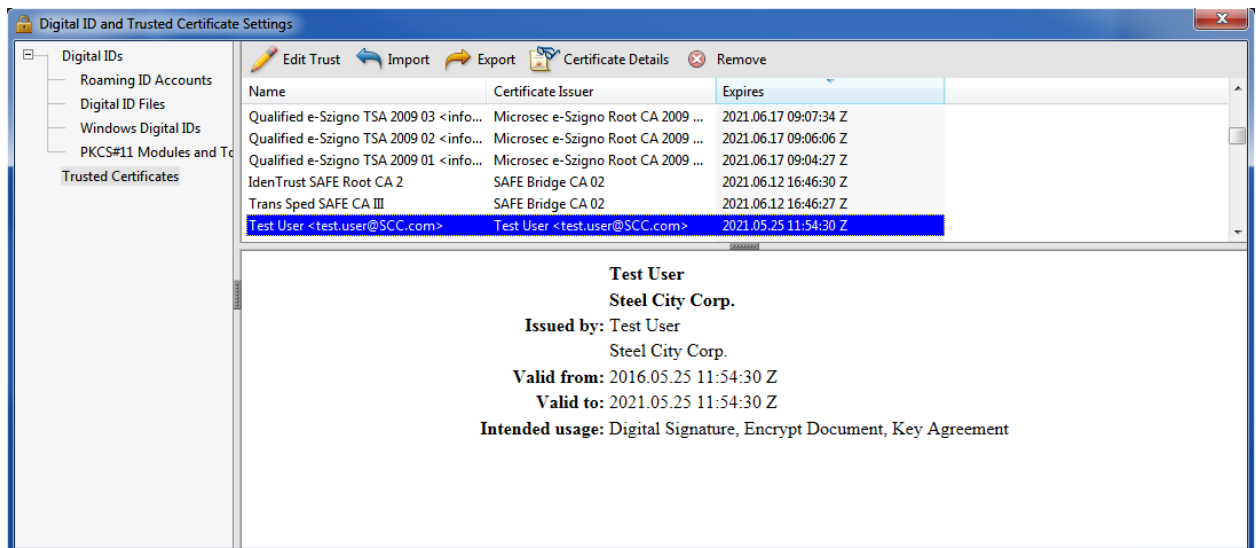 Digital ID and Trusted Certificate Settings
Digital IDs
Roaming ID Accounts
Digital ID Files
Windows Digital IDs
PKCS#11 Modules and To
Trusted Certificates
Edit Trust Import Export Certificate Details Remove
Name Certificate Issuer Expires
Qualified e-Szigno TSA 2009 03 <info... Microsec e-Szigno Root CA 2009 ... 2021.06.17 09:07:34 Z
Qualified e-Szigno TSA 2009 02 <info... Microsec e-Szigno Root CA 2009 ... 2021.06.17 09:06:06 Z
Qualified e-Szigno TSA 2009 01 <info... Microsec e-Szigno Root CA 2009 ... 2021.06.17 09:04:27 Z
IdenTrust SAFE Root CA 2 SAFE Bridge CA 02 2021.06.12 16:46:30 Z
Trans Sped SAFE CA III SAFE Bridge CA 02 2021.06.12 16:46:27 Z
Test User <test.user@SCC.com> Test User <test.user@SCC.com> 2021.05.25 11:54:30 Z
Test User
Steel City Corp.
Issued by: Test User
Steel City Corp.
Valid from: 2016.05.25 11:54:30 Z
Valid to: 2021.05.25 11:54:30 Z
Intended usage: Digital Signature, Encrypt Document, Key Agreement